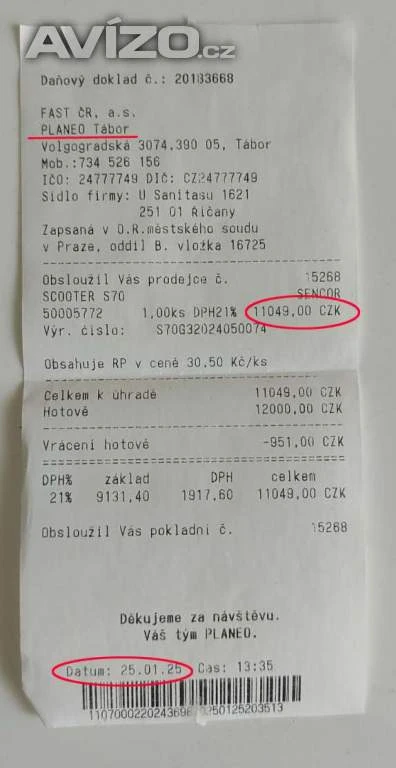 AVÍZO.cz
Daňový doklad č.: 20183668
FAST ČR, a.s.
PLANEO Tábor
Volgogradská 3074,390 05, Tábor
Mob.:734 526 156
IČO: 24777749 DIČ: CZ24777749
Sídlo firmy: U Sanitasu 1621
251 01 Říčany
Zapsaná v O.R.městského soudu
v Praze, oddíl B. vložka 16725
Obsloužil Vás prodejce č. 15268
SCOOTER S70 SENCOR
50005772 1,00ks DPH21% 11049,00 CZK
Výr. číslo: S70G32024050074
Obsahuje RP v ceně 30,50 Kč/ks
Celkem k úhradě 11049,00 CZK
Hotově 12000,00 CZK
Vrácení hotově -951,00 CZK
DPH% základ DPH celkem
21% 9131,40 1917,60 11049,00 CZK
Obsloužil Vás pokladní č. 15268
Děkujeme za návštěvu.
Váš tým PLANEO.
Datum: 25.01.25 Čas: 13:35